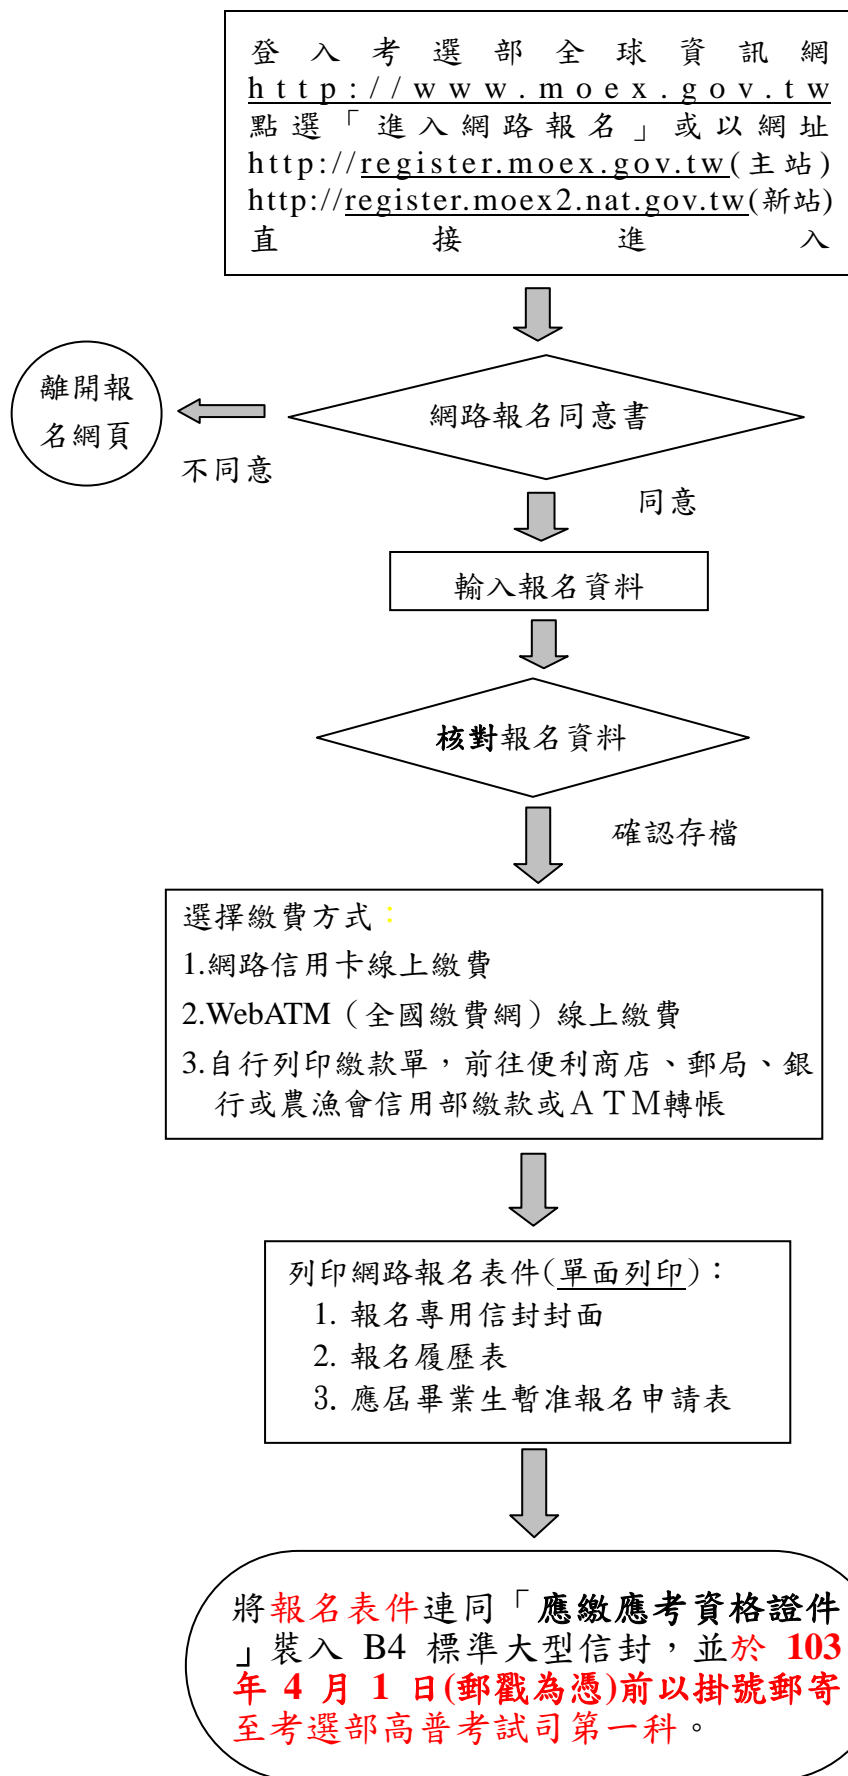 登入考選部全球資訊網
http://www.moex.gov.tw
點選「進入網路報名」或以網址
http://register.moex.gov.tw(主站)
http://register.moex2.nat.gov.tw(新站)
直接進入
離開報
名網頁
網路報名同意書
不同意
同意
輸入報名資料
核對報名資料
確認存檔
選擇繳費方式：
1.網路信用卡線上繳費
2.WebATM（全國繳費網）線上繳費
3.自行列印繳款單，前往便利商店、郵局、銀
行或農漁會信用部繳款或ＡＴＭ轉帳
列印網路報名表件(單面列印)：
1. 報名專用信封封面
2. 報名履歷表
3. 應屆畢業生暫准報名申請表
將報名表件連同「應繳應考資格證件
」裝入 B4 標準大型信封，並於 103
年 4 月 1 日(郵戳為憑)前以掛號郵寄
至考選部高普考試司第一科。